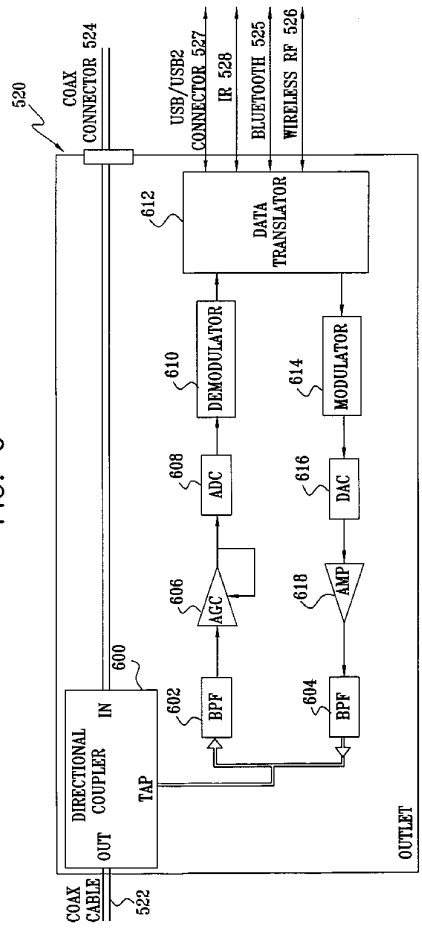 520
COAX
CONNECTOR 524
COAX
CABLE
522
DIRECTIONAL
COUPLER
OUT
IN
TAP
600
602
BPF
606
AGC
608
ADC
610
DEMODULATOR
612
DATA
TRANSLATOR
USB/USB2
CONNECTOR 527
IR 528
BLUETOOTH 525
WIRELESS RF 526
604
BPF
618
AMP
616
DAC
614
MODULATOR
OUTLET